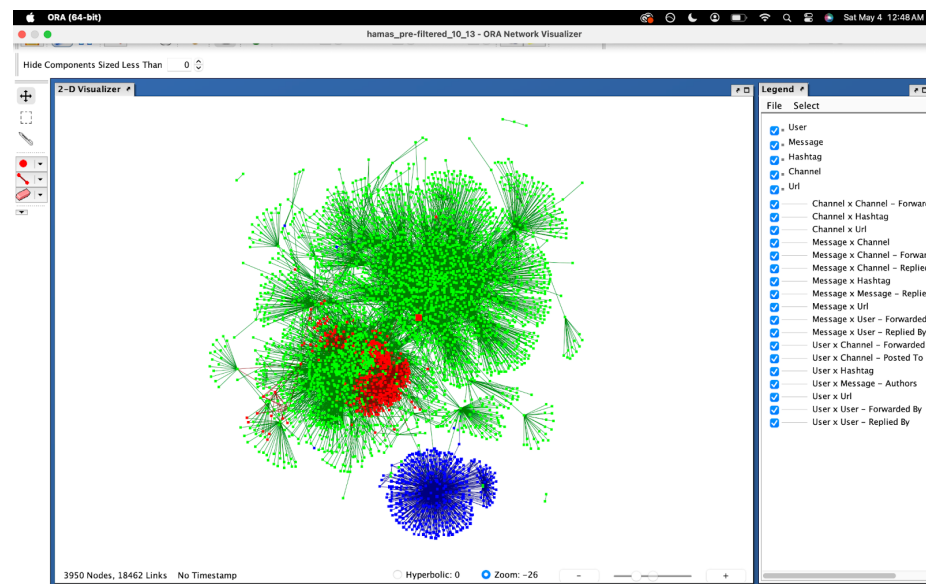 ORA (64-bit)
Sat May 4 12:48 AM
hamas_pre-filtered_10_13 - ORA Network Visualizer
Hide Components Sized Less Than 0
2-D Visualizer
Legend
File Select
User
Message
Hashtag
Channel
Url
Channel x Channel - Forwar
Channel x Hashtag
Channel x Url
Message x Channel
Message x Channel - Forwar
Message x Channel - Replied
Message x Hashtag
Message x Message - Replie
Message x Url
Message x User - Forwarded
Message x User - Replied By
User x Channel - Forwarded
User x Channel - Posted To
User x Hashtag
User x Message - Authors
User x Url
User x User - Forwarded By
User x User - Replied By
3950 Nodes, 18462 Links No Timestamp
Hyperbolic: 0 Zoom: -26 - +